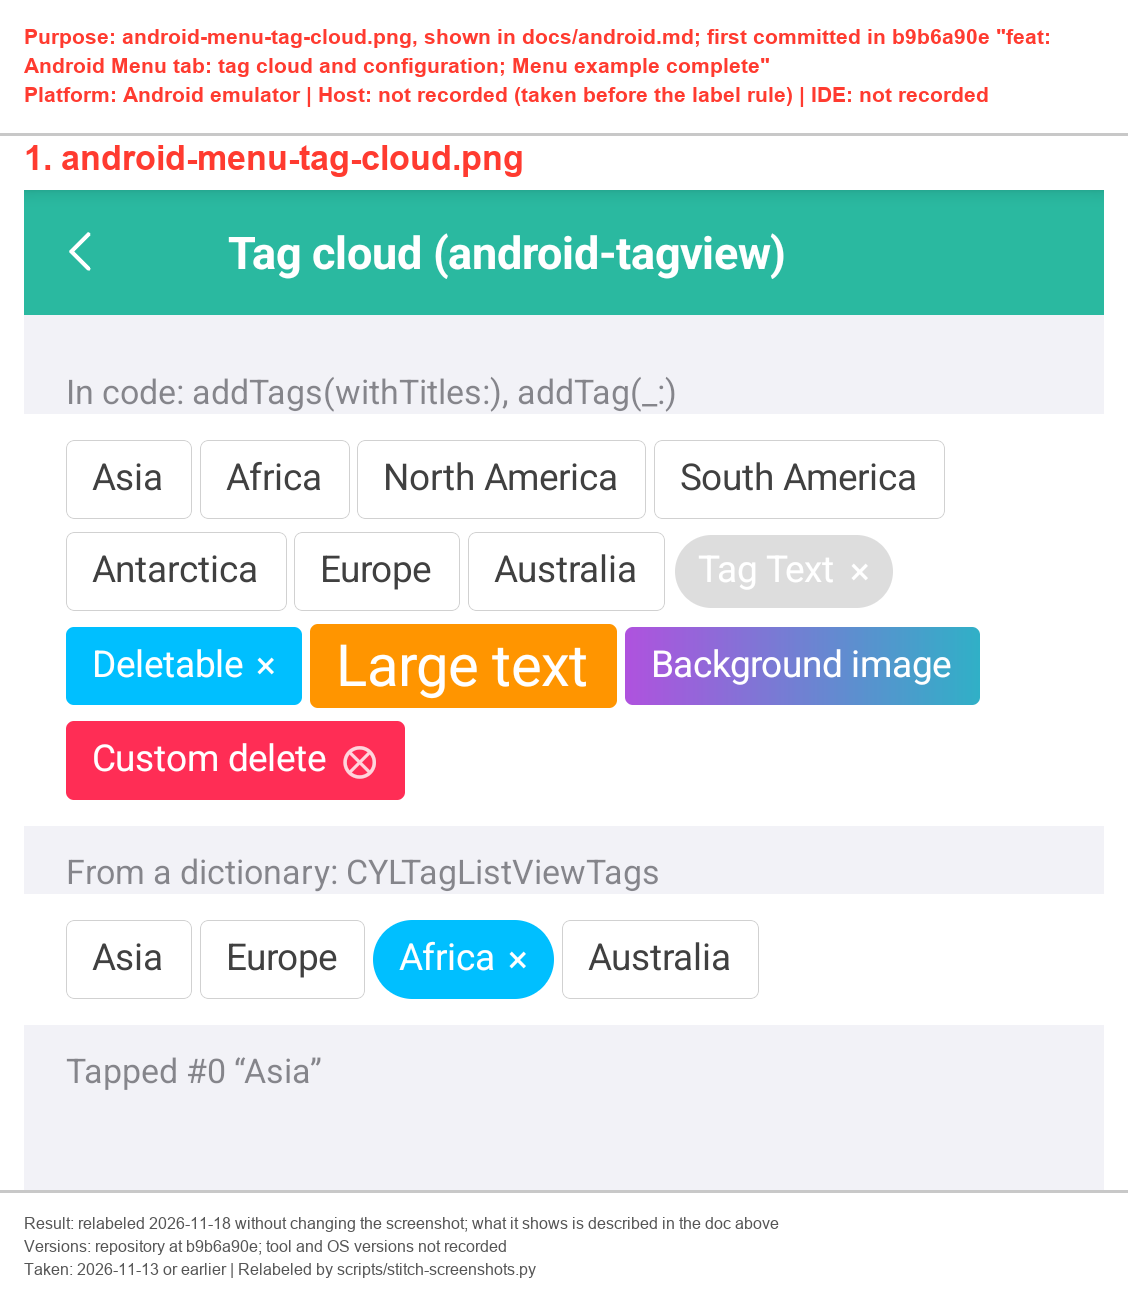 Purpose: android-menu-tag-cloud.png, shown in docs/android.md; first committed in b9b6a90e "feat:
Android Menu tab: tag cloud and configuration; Menu example complete"
Platform: Android emulator | Host: not recorded (taken before the label rule) | IDE: not recorded
1. android-menu-tag-cloud.png
Tag cloud (android-tagview)
In code: addTags(withTitles:), addTag(_:)
Asia Africa North America South America
Antarctica Europe Australia Tag Text ×
Deletable × Large text Background image
Custom delete ⊗
From a dictionary: CYLTagListViewTags
Asia Europe Africa × Australia
Tapped #0 “Asia”
Result: relabeled 2026-11-18 without changing the screenshot; what it shows is described in the doc above
Versions: repository at b9b6a90e; tool and OS versions not recorded
Taken: 2026-11-13 or earlier | Relabeled by scripts/stitch-screenshots.py